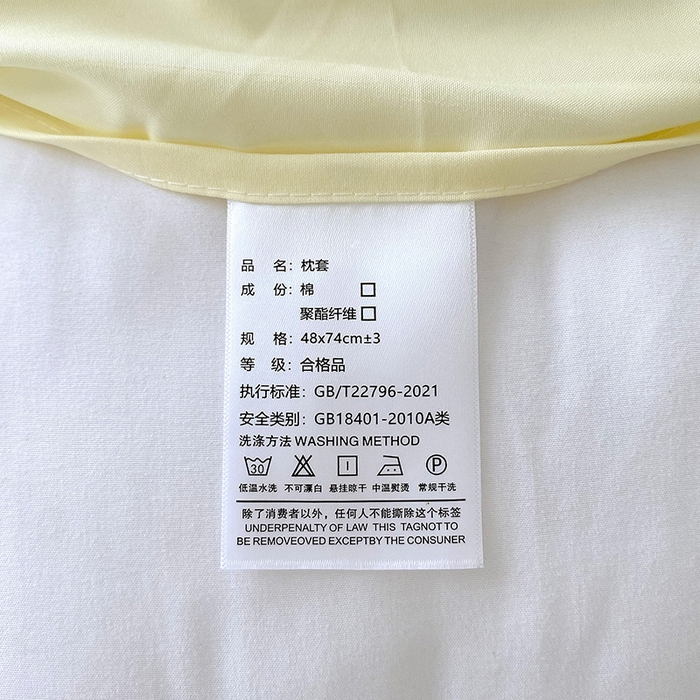 品 名：枕套
成 份：棉 □
聚酯纤维 □
规 格：48x74cm±3
等 级：合格品
执行标准：GB/T22796-2021
安全类别：GB18401-2010A类
洗涤方法 WASHING METHOD
30 P
低温水洗 不可漂白 悬挂晾干 中温熨烫 常规干洗
除了消费者以外，任何人不能撕除这个标签
UNDERPENALTY OF LAW THIS TAGNOT TO
BE REMOVEOVED EXCEPTBY THE CONSUNER